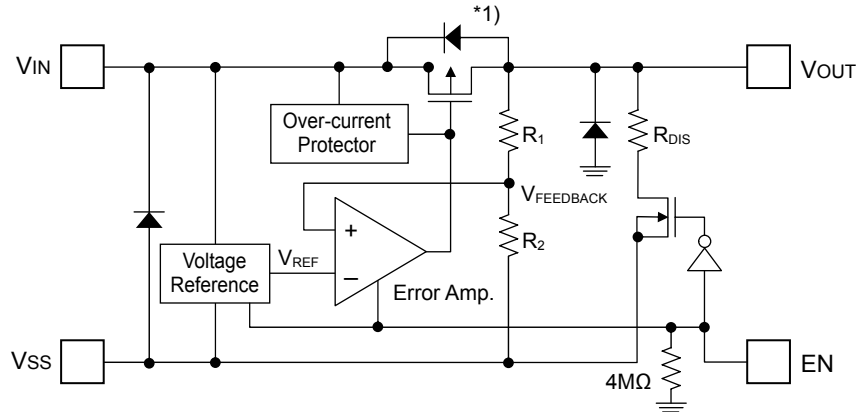 *1)
VIN
VOUT
Over-current
Protector
R1
RDIS
VFEEDBACK
+
R2
Voltage
Reference
VREF
−
Error Amp.
VSS
EN
4MΩ